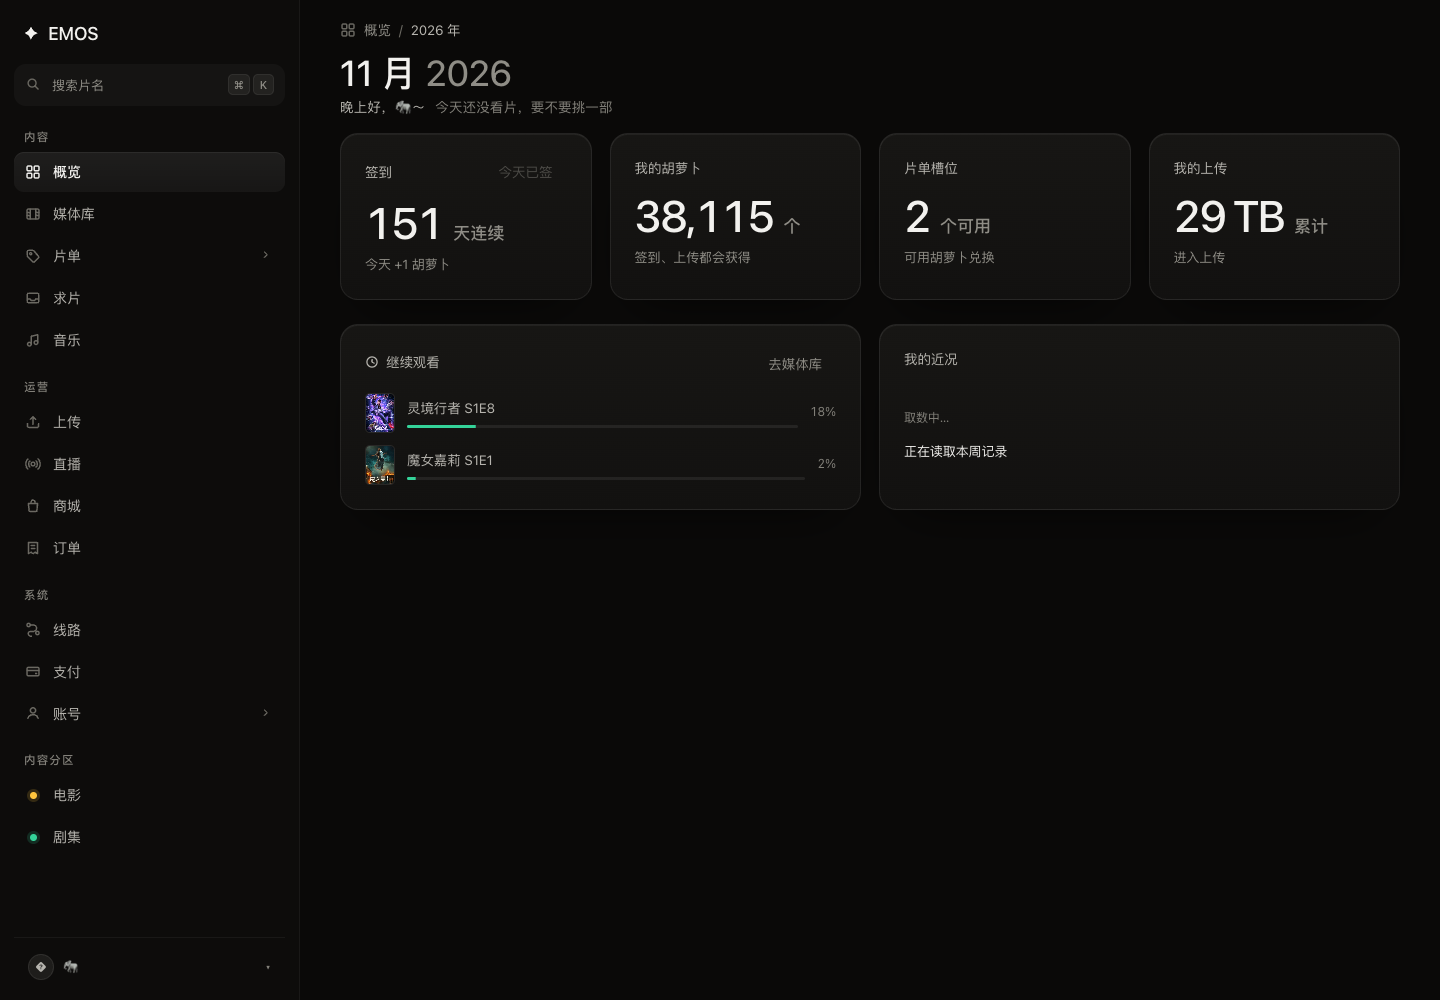 EMOS
搜索片名 ⌘ K
内容
概览
媒体库
片单
求片
音乐
运营
上传
直播
商城
订单
系统
线路
支付
账号
内容分区
电影
剧集
概览 / 2026 年
11 月 2026
晚上好，～ 今天还没看片，要不要挑一部
签到 今天已签
151 天连续
今天 +1 胡萝卜
我的胡萝卜
38,115 个
签到、上传都会获得
片单槽位
2 个可用
可用胡萝卜兑换
我的上传
29 TB 累计
进入上传
继续观看 去媒体库
灵境行者 S1E8 18%
魔女嘉莉 S1E1 2%
我的近况
取数中...
正在读取本周记录